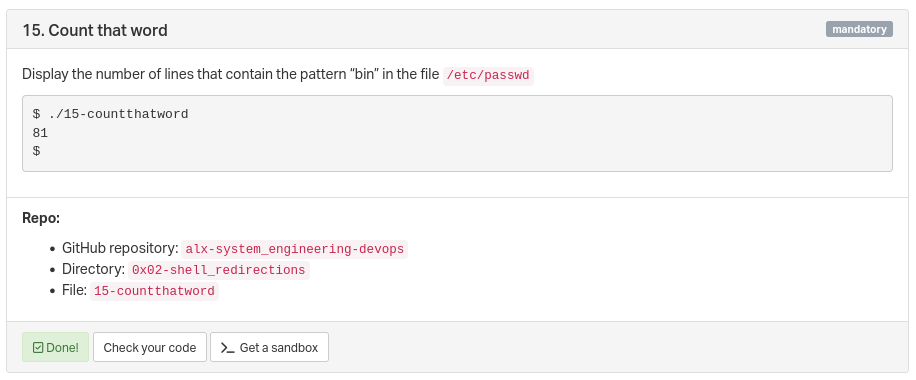 15. Count that word
mandatory
Display the number of lines that contain the pattern “bin” in the file /etc/passwd
$ ./15-countthatword
81
$
Repo:
• GitHub repository: alx-system_engineering-devops
• Directory: 0x02-shell_redirections
• File: 15-countthatword
Done! Check your code >_ Get a sandbox